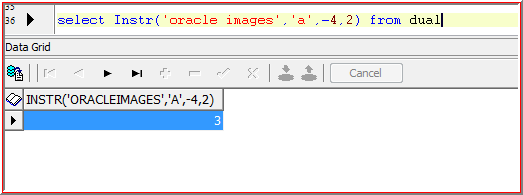 35
36 select Instr('oracle images','a',-4,2) from dual
Data Grid
Cancel
INSTR('ORACLEIMAGES','A',-4,2)
3